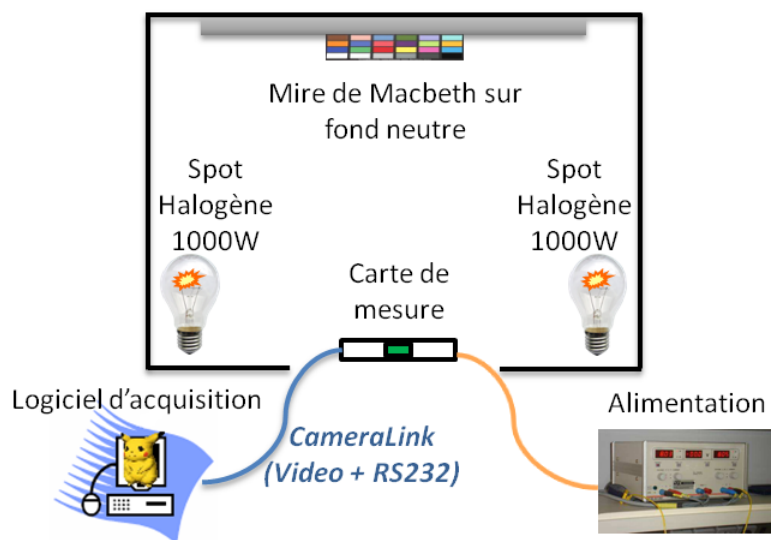 Mire de Macbeth sur
fond neutre
Spot
Halogène
1000W
Spot
Halogène
1000W
Carte de
mesure
Logiciel d'acquisition
Alimentation
CameraLink
(Video + RS232)